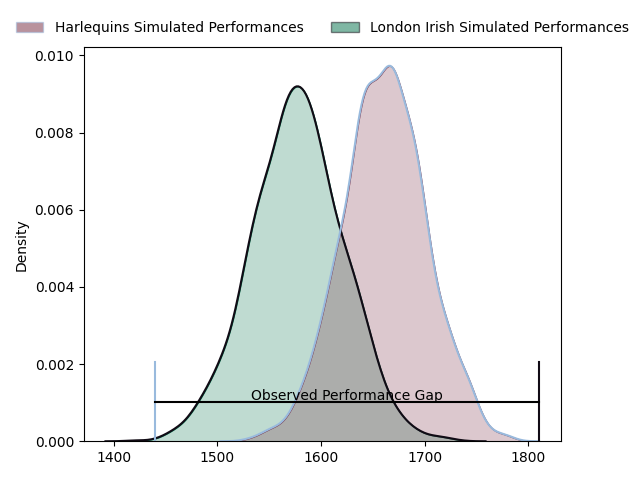 Harlequins Simulated Performances London Irish Simulated Performances
0.010
0.008
0.006
0.004
0.002
0.000
Density
Observed Performance Gap
1400 1500 1600 1700 1800